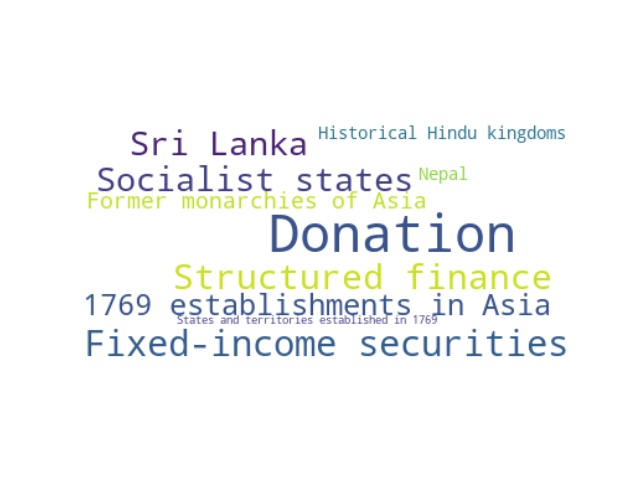 Historical Hindu kingdoms
Sri Lanka
Socialist states
Nepal
Former monarchies of Asia
Donation
Structured finance
1769 establishments in Asia
States and territories established in 1769
Fixed-income securities